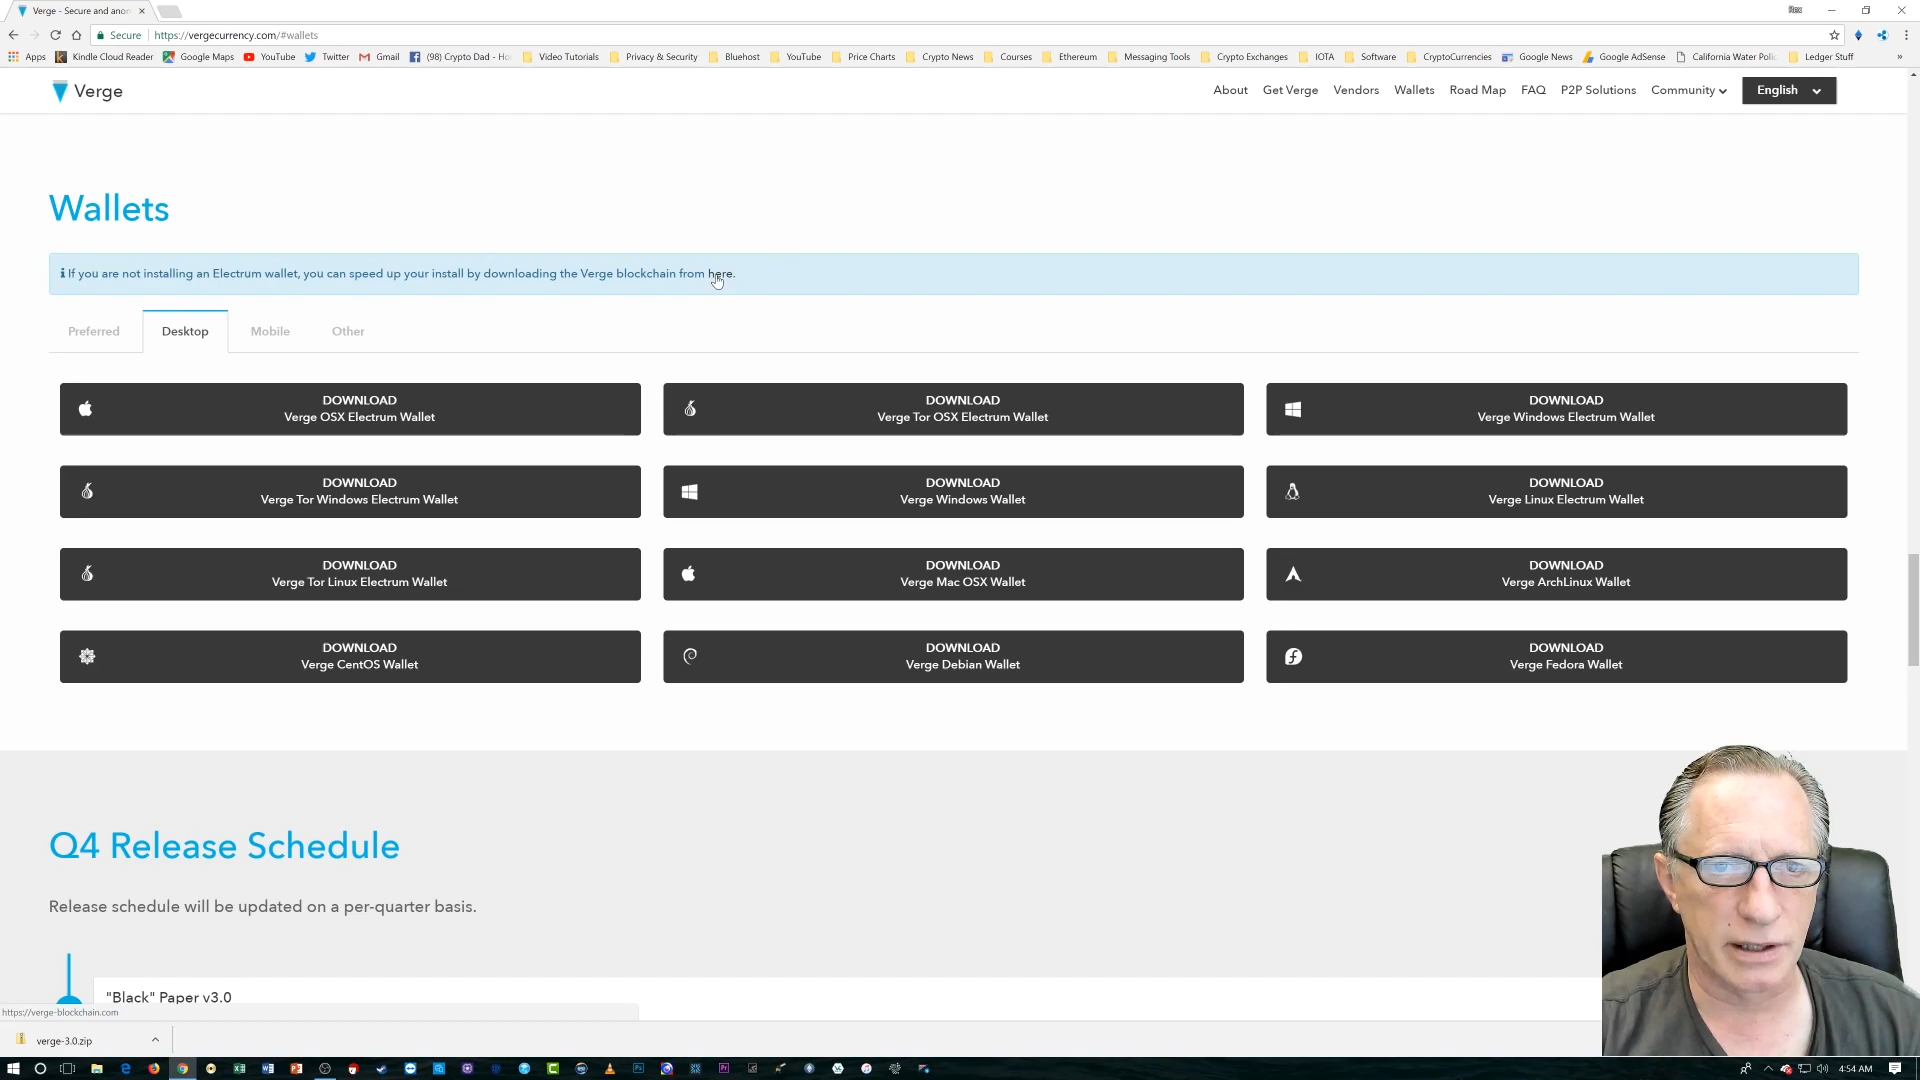 Verge - Secure and anon
Secure https://vergecurrency.com/#wallets
Apps Kindle Cloud Reader Google Maps YouTube Twitter Gmail (98) Crypto Dad - Ho Video Tutorials Privacy & Security Bluehost YouTube Price Charts Crypto News Courses Ethereum Messaging Tools Crypto Exchanges IOTA Software CryptoCurrencies Google News Google AdSense California Water Polic Ledger Stuff »
Verge About Get Verge Vendors Wallets Road Map FAQ P2P Solutions Community English
Wallets
If you are not installing an Electrum wallet, you can speed up your install by downloading the Verge blockchain from here.
Preferred Desktop Mobile Other
DOWNLOAD
Verge OSX Electrum Wallet
DOWNLOAD
Verge Tor OSX Electrum Wallet
DOWNLOAD
Verge Windows Electrum Wallet
DOWNLOAD
Verge Tor Windows Electrum Wallet
DOWNLOAD
Verge Windows Wallet
DOWNLOAD
Verge Linux Electrum Wallet
DOWNLOAD
Verge Tor Linux Electrum Wallet
DOWNLOAD
Verge Mac OSX Wallet
DOWNLOAD
Verge ArchLinux Wallet
DOWNLOAD
Verge CentOS Wallet
DOWNLOAD
Verge Debian Wallet
DOWNLOAD
Verge Fedora Wallet
Q4 Release Schedule
Release schedule will be updated on a per-quarter basis.
"Black" Paper v3.0
https://verge-blockchain.com
verge-3.0.zip
4:54 AM